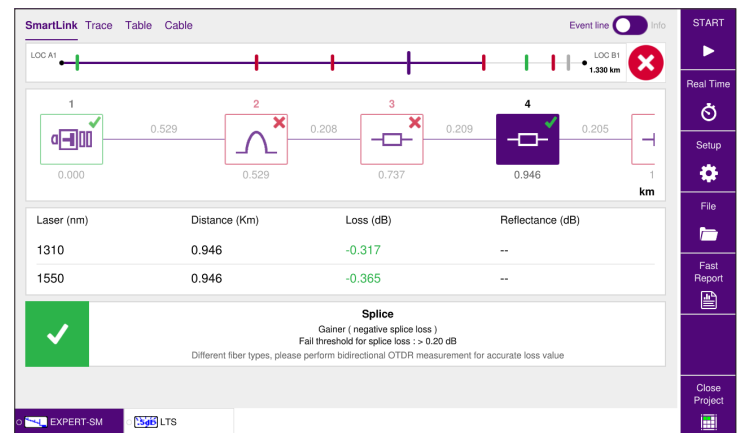 SmartLink Trace Table Cable Event line Info
LOC A1 LOC B1
1.330 km
1 2 3 4
0.529 0.208 0.209 0.205
0.000 0.529 0.737 0.946 1
km
Laser (nm) Distance (Km) Loss (dB) Reflectance (dB)
1310 0.946 -0.317 --
1550 0.946 -0.365 --
Splice
Gainer ( negative splice loss )
Fail threshold for splice loss : > 0.20 dB
Different fiber types, please perform bidirectional OTDR measurement for accurate loss value
EXPERT-SM .5dB LTS
START
Real Time
Setup
File
Fast
Report
Close
Project